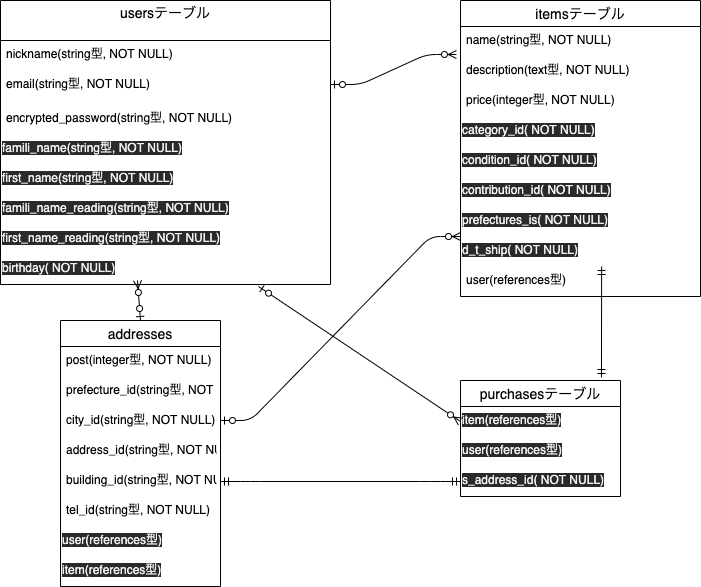 usersテーブル
nickname(string型, NOT NULL)
email(string型, NOT NULL)
encrypted_password(string型, NOT NULL)
famili_name(string型, NOT NULL)
first_name(string型, NOT NULL)
famili_name_reading(string型, NOT NULL)
first_name_reading(string型, NOT NULL)
birthday( NOT NULL)
itemsテーブル
name(string型, NOT NULL)
description(text型, NOT NULL)
price(integer型, NOT NULL)
category_id( NOT NULL)
condition_id( NOT NULL)
contribution_id( NOT NULL)
prefectures_is( NOT NULL)
d_t_ship( NOT NULL)
user(references型)
addresses
post(integer型, NOT NULL)
prefecture_id(string型, NOT
city_id(string型, NOT NULL)
address_id(string型, NOT NU
building_id(string型, NOT NU
tel_id(string型, NOT NULL)
user(references型)
item(references型)
purchasesテーブル
item(references型)
user(references型)
s_address_id( NOT NULL)